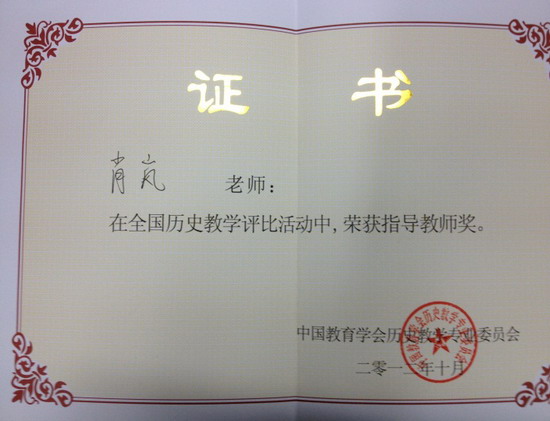 证书
肖岚 老师：
在全国历史教学评比活动中，荣获指导教师奖。
中国教育学会历史教学专业委员会
二零一二年十月